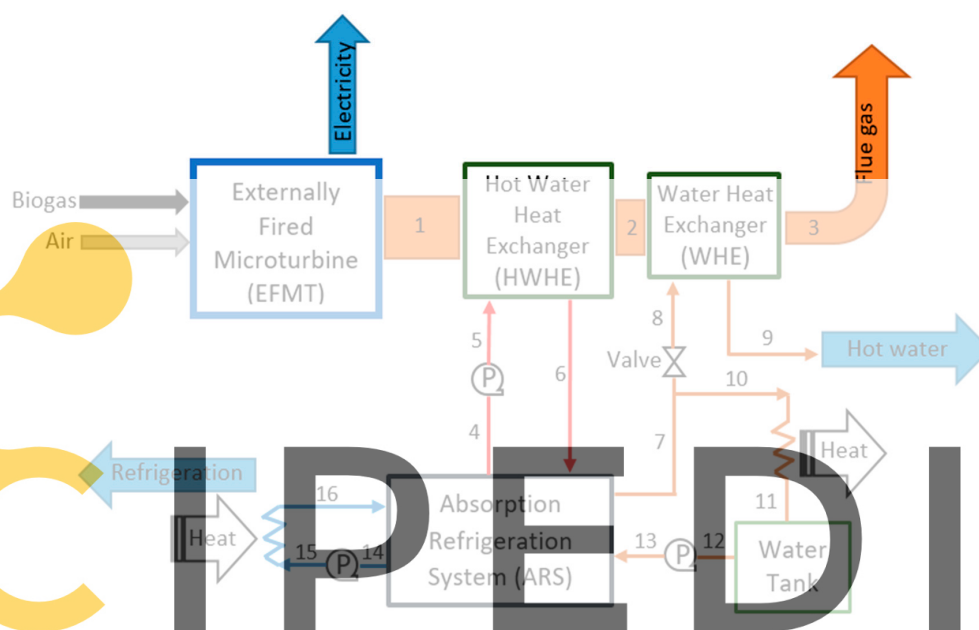 Electricity
Flue gas
Biogas
Air
Externally
Fired
Microturbine
(EFMT)
1
Hot Water
Heat
Exchanger
(HWHE)
2
Water Heat
Exchanger
(WHE)
3
5
P
4
6
8
Valve
7
9
Hot water
10
Heat
11
Refrigeration
Heat
16
15
P
14
Absorption
Refrigeration
System (ARS)
13
P
12
Water
Tank
CIPEDI